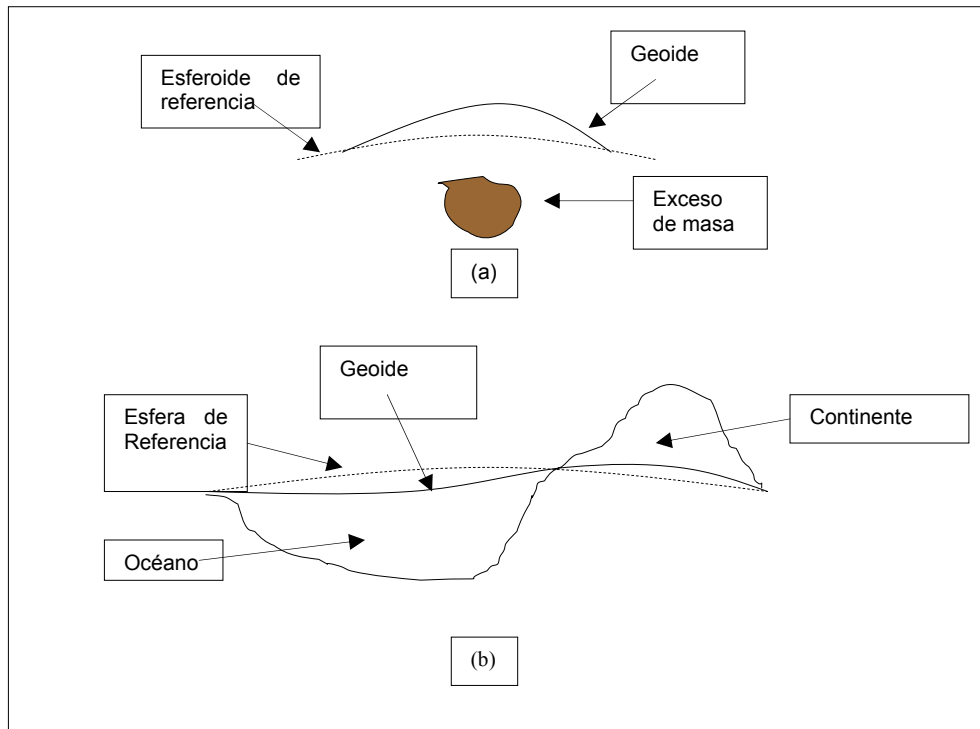 Geoide
Esferoide de
referencia
Exceso
de masa
(a)
Geoide
Esfera de
Referencia
Continente
Océano
(b)